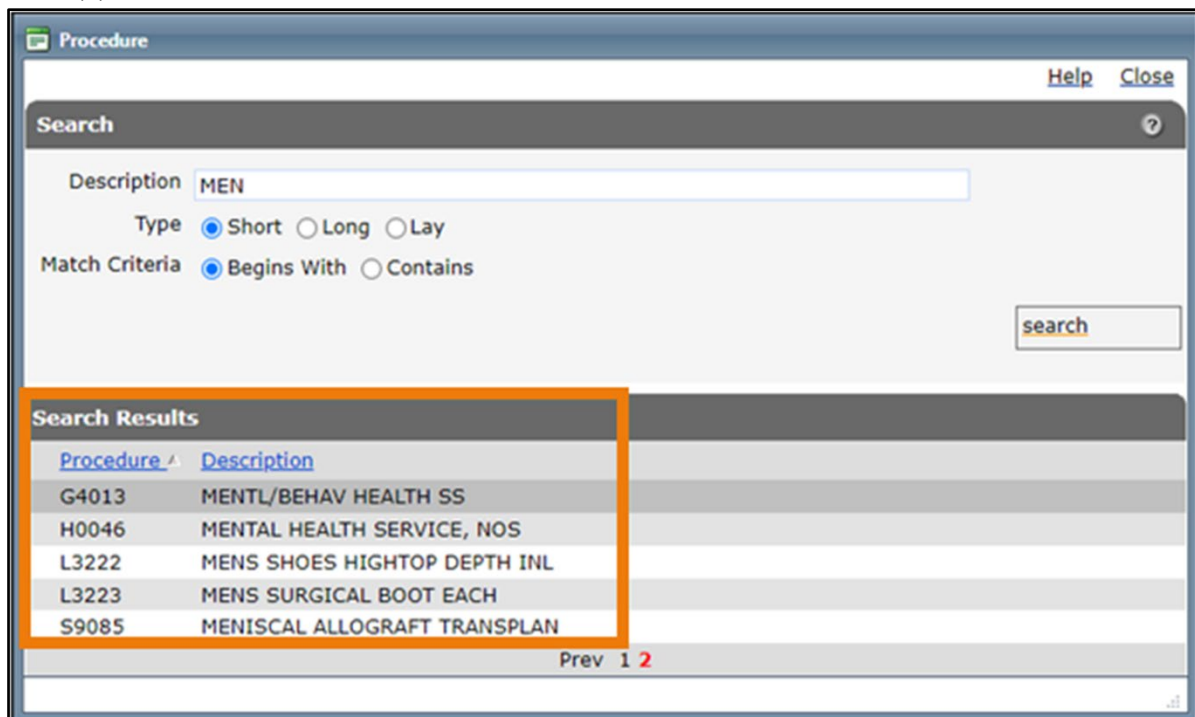 Procedure
Help Close
Search ?
Description MEN
Type Short Long Lay
Match Criteria Begins With Contains
search
Search Results
Procedure Description
G4013 MENTL/BEHAV HEALTH SS
H0046 MENTAL HEALTH SERVICE, NOS
L3222 MENS SHOES HIGHTOP DEPTH INL
L3223 MENS SURGICAL BOOT EACH
S9085 MENISCAL ALLOGRAFT TRANSPLAN
Prev 1 2